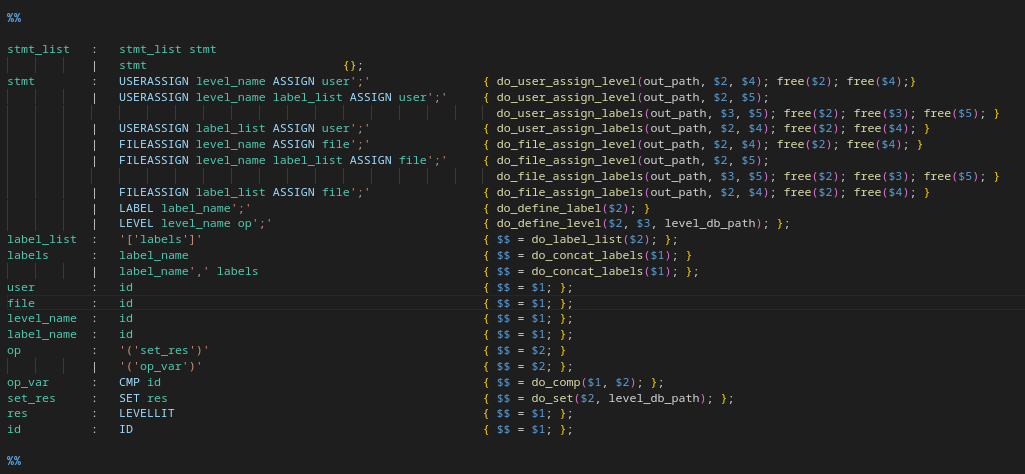 %%
stmt_list : stmt_list stmt
| stmt {};
stmt : USERASSIGN level_name ASSIGN user';' { do_user_assign_level(out_path, $2, $4); free($2); free($4);}
| USERASSIGN level_name label_list ASSIGN user';' { do_user_assign_level(out_path, $2, $5);
do_user_assign_labels(out_path, $3, $5); free($2); free($3); free($5); }
| USERASSIGN label_list ASSIGN user';' { do_user_assign_labels(out_path, $2, $4); free($2); free($4); }
| FILEASSIGN level_name ASSIGN file';' { do_file_assign_level(out_path, $2, $4); free($2); free($4); }
| FILEASSIGN level_name label_list ASSIGN file';' { do_file_assign_level(out_path, $2, $5);
do_file_assign_labels(out_path, $3, $5); free($2); free($3); free($5); }
| FILEASSIGN label_list ASSIGN file';' { do_file_assign_labels(out_path, $2, $4); free($2); free($4); }
| LABEL label_name';' { do_define_label($2); }
| LEVEL level_name op';' { do_define_level($2, $3, level_db_path); };
label_list : '['labels']' { $$ = do_label_list($2); };
labels : label_name { $$ = do_concat_labels($1); }
| label_name',' labels { $$ = do_concat_labels($1); };
user : id { $$ = $1; };
file : id { $$ = $1; };
level_name : id { $$ = $1; };
label_name : id { $$ = $1; };
op : '('set_res')' { $$ = $2; }
| '('op_var')' { $$ = $2; };
op_var : CMP id { $$ = do_comp($1, $2); };
set_res : SET res { $$ = do_set($2, level_db_path); };
res : LEVELLIT { $$ = $1; };
id : ID { $$ = $1; };
%%